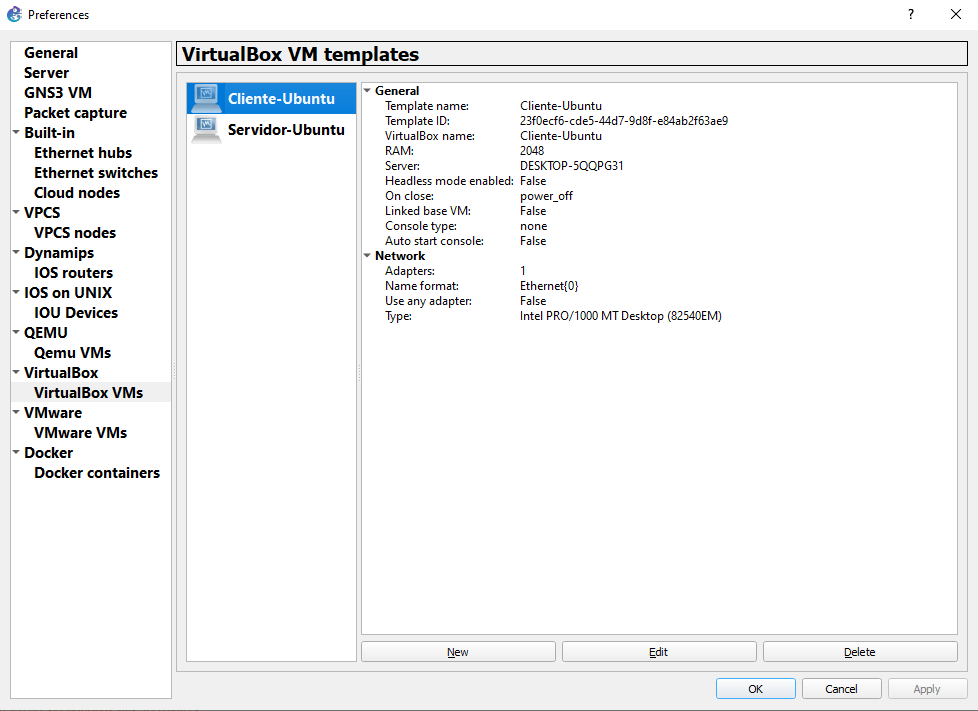 Preferences
?
General
Server
GNS3 VM
Packet capture
Built-in
Ethernet hubs
Ethernet switches
Cloud nodes
VPCS
VPCS nodes
Dynamips
IOS routers
IOS on UNIX
IOU Devices
QEMU
Qemu VMs
VirtualBox
VirtualBox VMs
VMware
VMware VMs
Docker
Docker containers
VirtualBox VM templates
Cliente-Ubuntu
Servidor-Ubuntu
General
Template name: Cliente-Ubuntu
Template ID: 23f0ecf6-cde5-44d7-9d8f-e84ab2f63ae9
VirtualBox name: Cliente-Ubuntu
RAM: 2048
Server: DESKTOP-5QQPG31
Headless mode enabled: False
On close: power_off
Linked base VM: False
Console type: none
Auto start console: False
Network
Adapters: 1
Name format: Ethernet{0}
Use any adapter: False
Type: Intel PRO/1000 MT Desktop (82540EM)
New Edit Delete
OK Cancel Apply